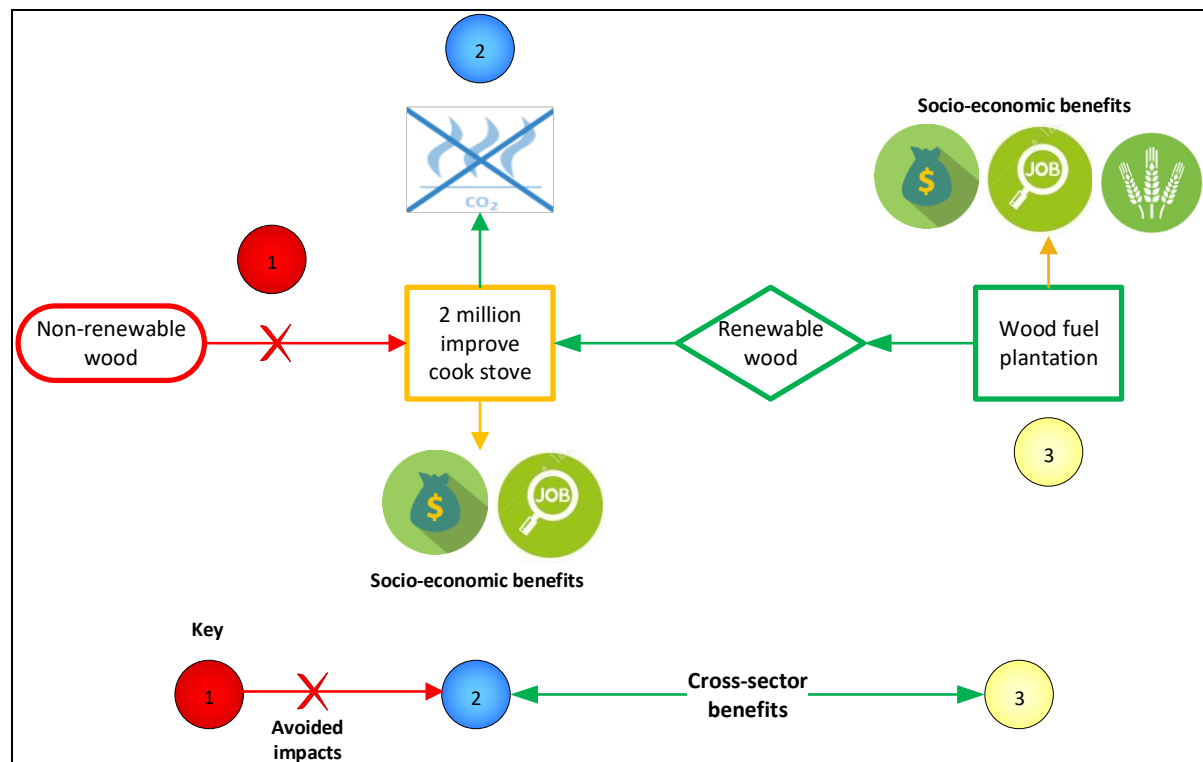 2
Socio-economic benefits
$
JOB
CO₂
1
Non-renewable
wood
2 million
improve
cook stove
Renewable
wood
Wood fuel
plantation
3
$
JOB
Socio-economic benefits
Key
1
Avoided
impacts
2
Cross-sector
benefits
3